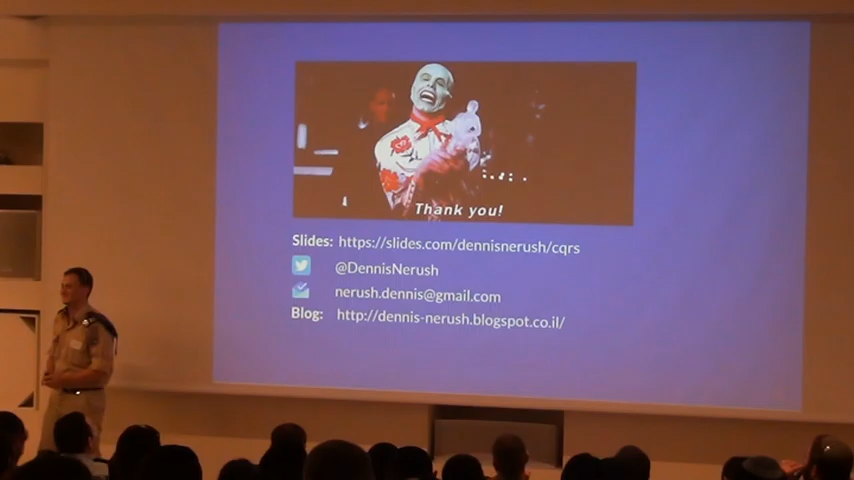 Thank you!
Slides: https://slides.com/dennisnerush/cqrs
@DennisNerush
nerush.dennis@gmail.com
Blog: http://dennis-nerush.blogspot.co.il/